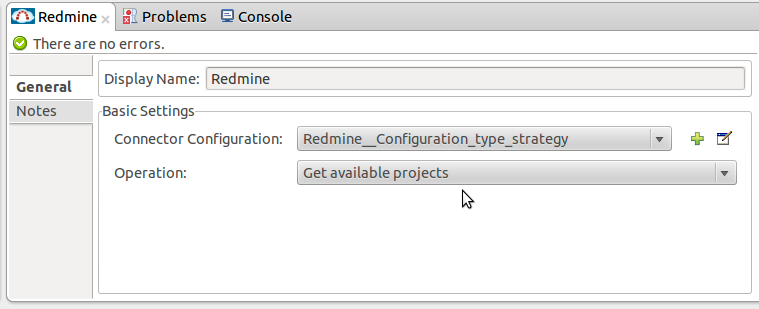 Redmine Problems Console
There are no errors.
General
Notes
Display Name: Redmine
Basic Settings
Connector Configuration: Redmine__Configuration_type_strategy
Operation: Get available projects